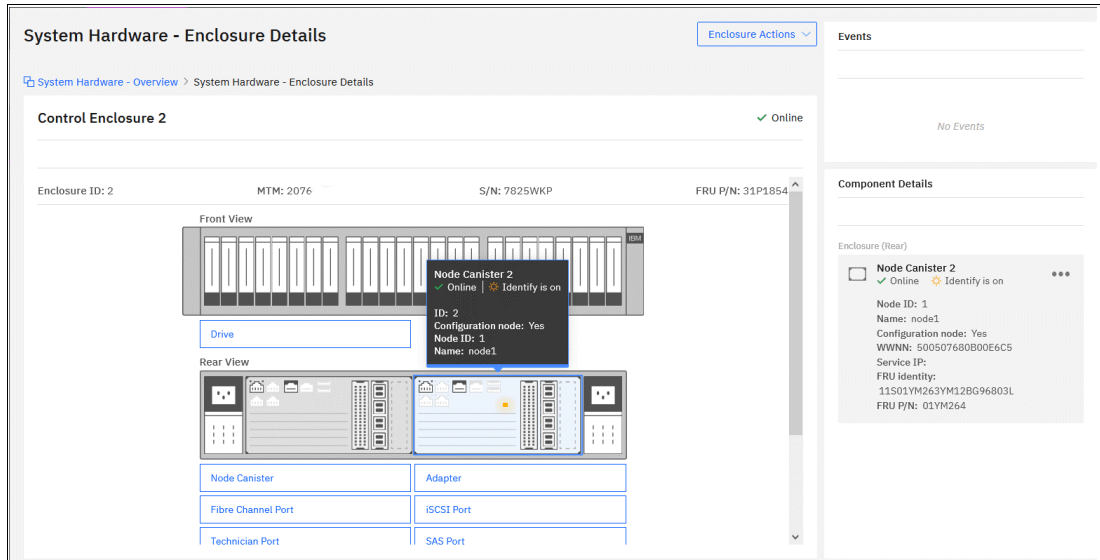 System Hardware - Enclosure Details
Enclosure Actions
System Hardware - Overview > System Hardware - Enclosure Details
Control Enclosure 2
Online
Enclosure ID: 2
MTM: 2076
S/N: 7825WKP
FRU P/N: 31P1854
Front View
IBM
Node Canister 2
Online | Identify is on
ID: 2
Configuration node: Yes
Node ID: 1
Name: node1
Drive
Rear View
Node Canister
Adapter
Fibre Channel Port
iSCSI Port
Technician Port
SAS Port
Events
No Events
Component Details
Enclosure (Rear)
Node Canister 2
Online Identify is on
Node ID: 1
Name: node1
Configuration node: Yes
WWNN: 500507680B00E6C5
Service IP:
FRU identity:
11S01YM263YM12BG96803L
FRU P/N: 01YM264